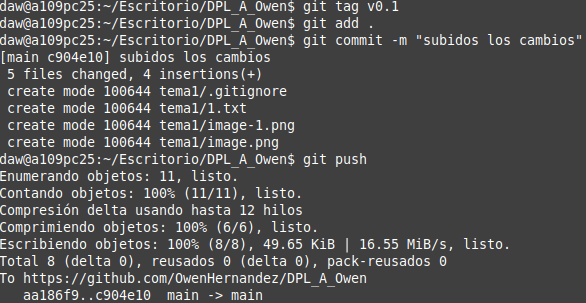 daw@a109pc25:~/Escritorio/DPL_A_Owen$ git tag v0.1
daw@a109pc25:~/Escritorio/DPL_A_Owen$ git add .
daw@a109pc25:~/Escritorio/DPL_A_Owen$ git commit -m "subidos los cambios"
[main c904e10] subidos los cambios
 5 files changed, 4 insertions(+)
 create mode 100644 tema1/.gitignore
 create mode 100644 tema1/1.txt
 create mode 100644 tema1/image-1.png
 create mode 100644 tema1/image.png
daw@a109pc25:~/Escritorio/DPL_A_Owen$ git push
Enumerando objetos: 11, listo.
Contando objetos: 100% (11/11), listo.
Compresión delta usando hasta 12 hilos
Comprimiendo objetos: 100% (6/6), listo.
Escribiendo objetos: 100% (8/8), 49.65 KiB | 16.55 MiB/s, listo.
Total 8 (delta 0), reusados 0 (delta 0), pack-reusados 0
To https://github.com/OwenHernandez/DPL_A_Owen
   aa186f9..c904e10  main -> main